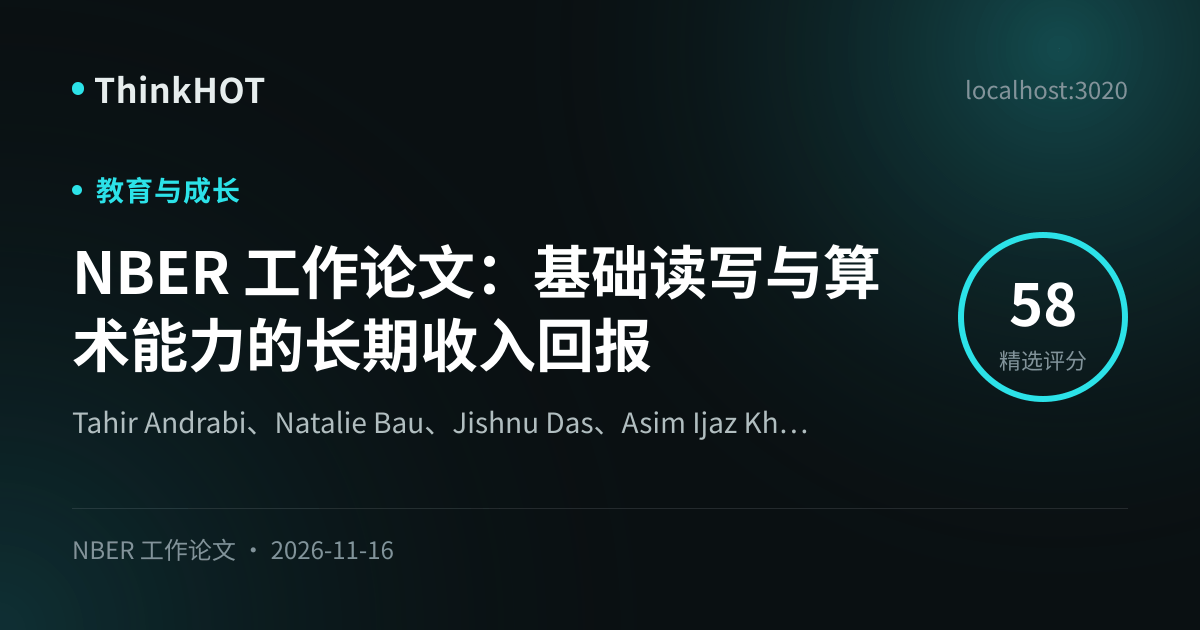 ThinkHOT
localhost:3020
教育与成长
NBER 工作论文：基础读写与算
术能力的长期收入回报
58
精选评分
Tahir Andrabi、Natalie Bau、Jishnu Das、Asim Ijaz Kh…
NBER 工作论文 · 2026-11-16